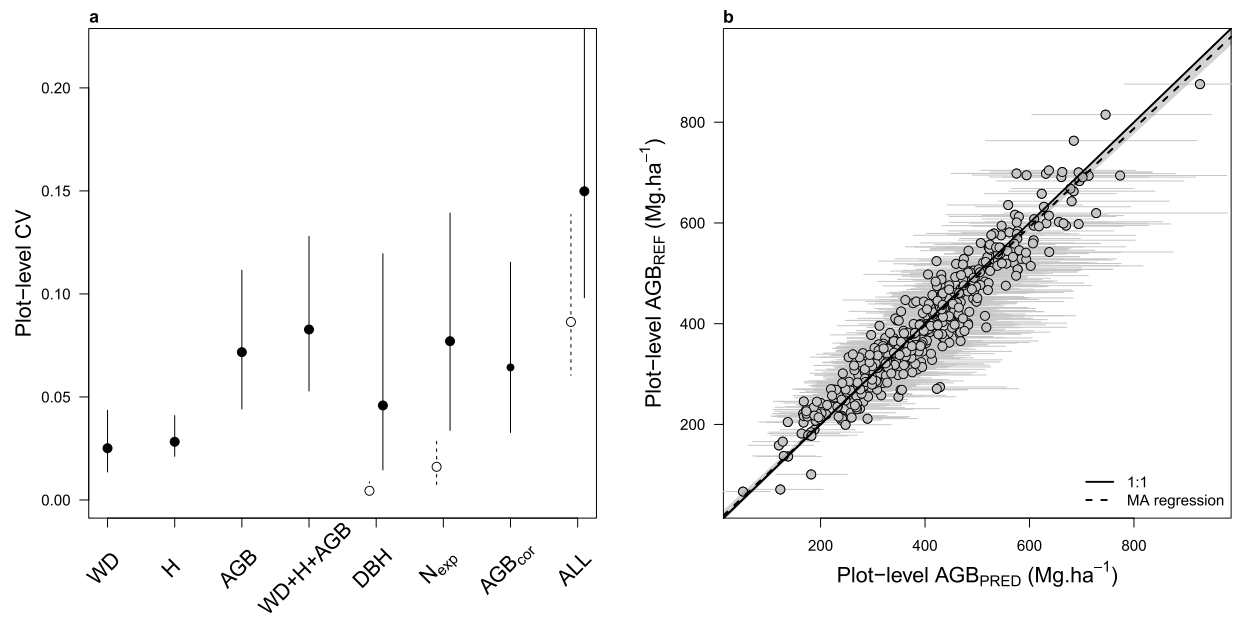 a
Plot−level CV
0.20
0.15
0.10
0.05
0.00
WD
H
AGB
WD+H+AGB
DBH
Nexp
AGBcor
ALL
b
Plot−level AGBREF (Mg.ha−1)
800
600
400
200
1:1
MA regression
200 400 600 800
Plot−level AGBPRED (Mg.ha−1)